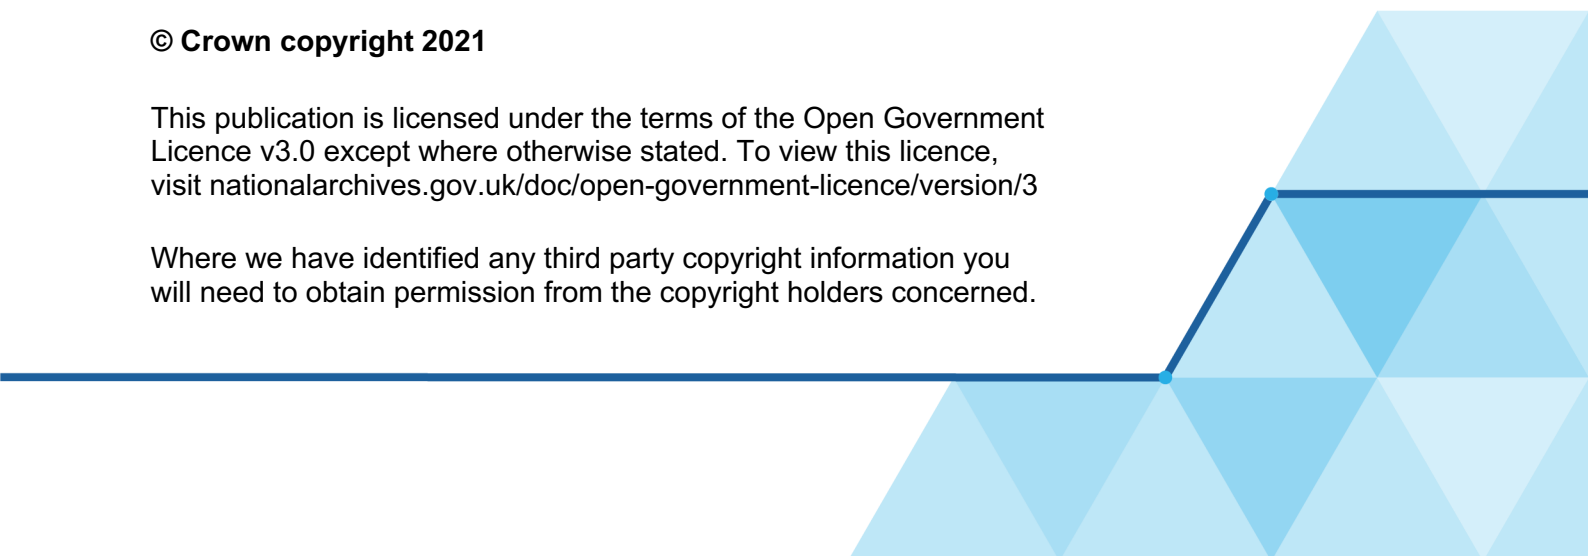 © Crown copyright 2021
This publication is licensed under the terms of the Open Government
Licence v3.0 except where otherwise stated. To view this licence,
visit nationalarchives.gov.uk/doc/open-government-licence/version/3
Where we have identified any third party copyright information you
will need to obtain permission from the copyright holders concerned.